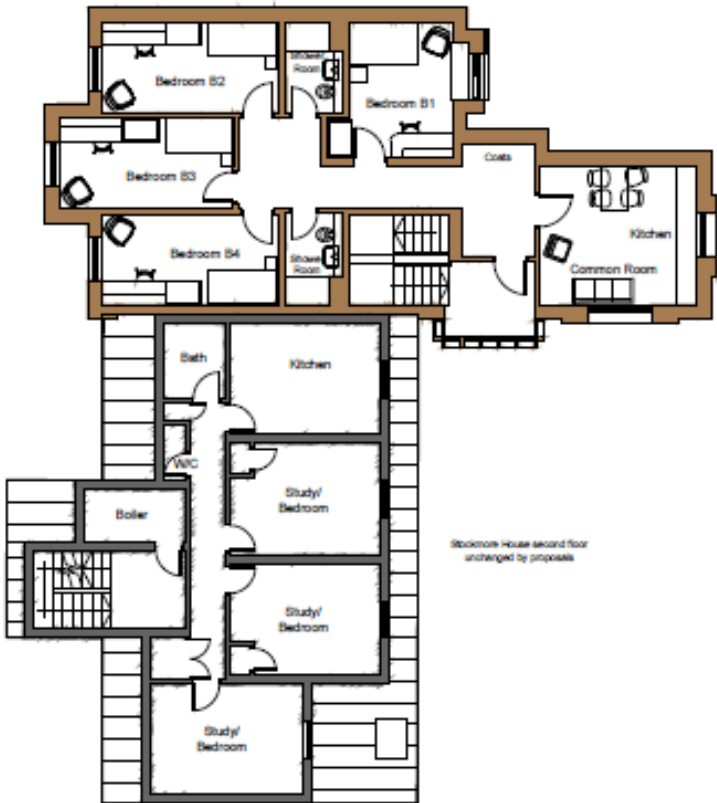 Bedroom B2
Shower
Room
Bedroom B1
Bedroom B3
Coats
Kitchen
Common Room
Bedroom B4
Shower
Room
Bath
Kitchen
W/C
Study/
Bedroom
Boiler
Stockmore House second floor
unchanged by proposals
Study/
Bedroom
Study/
Bedroom